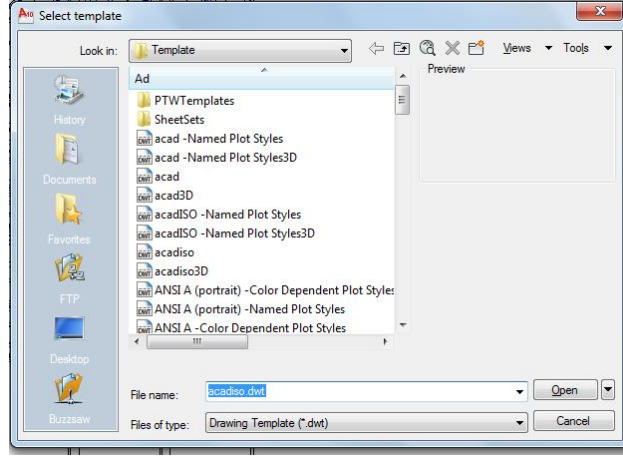 A10 Select template
Look in: Template Views Tools
Preview
Ad
PTWTemplates
SheetSets
acad -Named Plot Styles
acad -Named Plot Styles3D
acad
acad3D
acadISO -Named Plot Styles
acadISO -Named Plot Styles3D
acadiso
acadiso3D
ANSI A (portrait) -Color Dependent Plot Styles
ANSI A (portrait) -Named Plot Styles
ANSI A -Color Dependent Plot Styles
History
Documents
Favorites
FTP
Desktop
Buzzsaw
File name: acadiso.dwt Open
Files of type: Drawing Template (*.dwt) Cancel